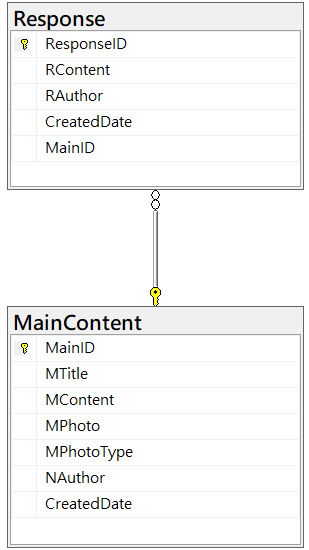 Response
ResponseID
RContent
RAuthor
CreatedDate
MainID
MainContent
MainID
MTitle
MContent
MPhoto
MPhotoType
NAuthor
CreatedDate